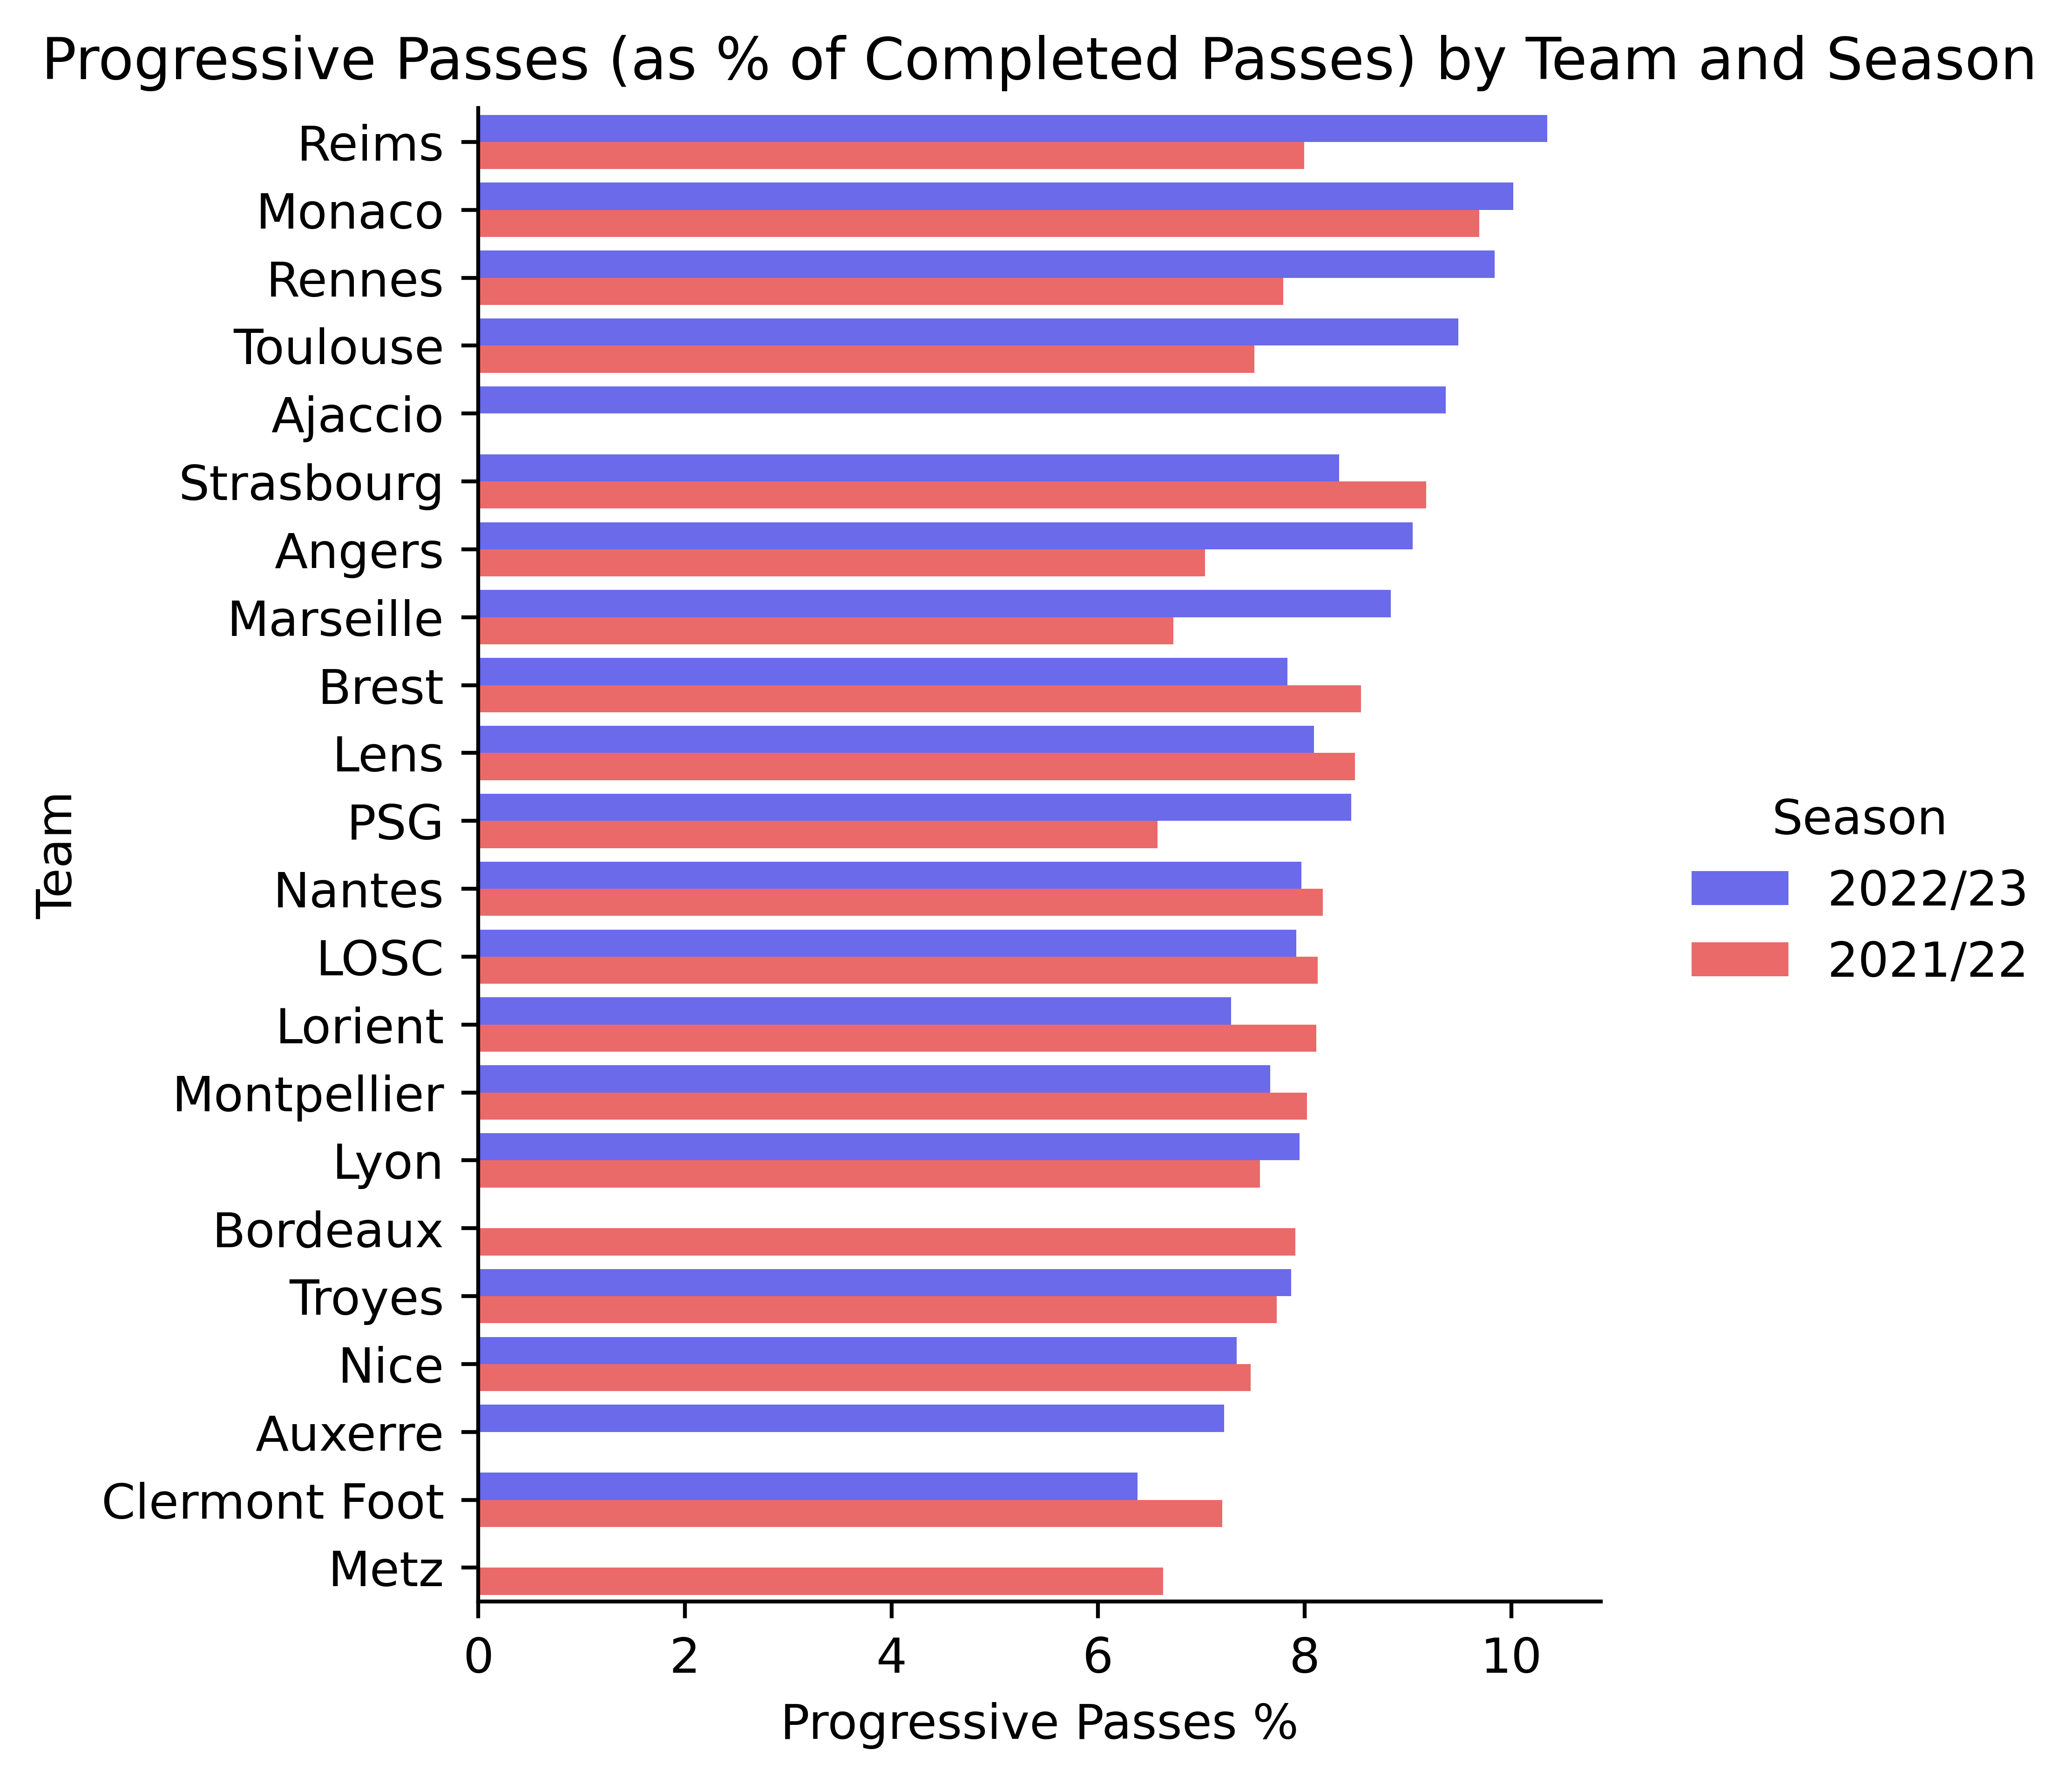 Progressive Passes (as % of Completed Passes) by Team and Season
Reims
Monaco
Rennes
Toulouse
Ajaccio
Strasbourg
Angers
Marseille
Brest
Lens
PSG
Nantes
LOSC
Lorient
Montpellier
Lyon
Bordeaux
Troyes
Nice
Auxerre
Clermont Foot
Metz
Team
0 2 4 6 8 10
Progressive Passes %
Season
2022/23
2021/22